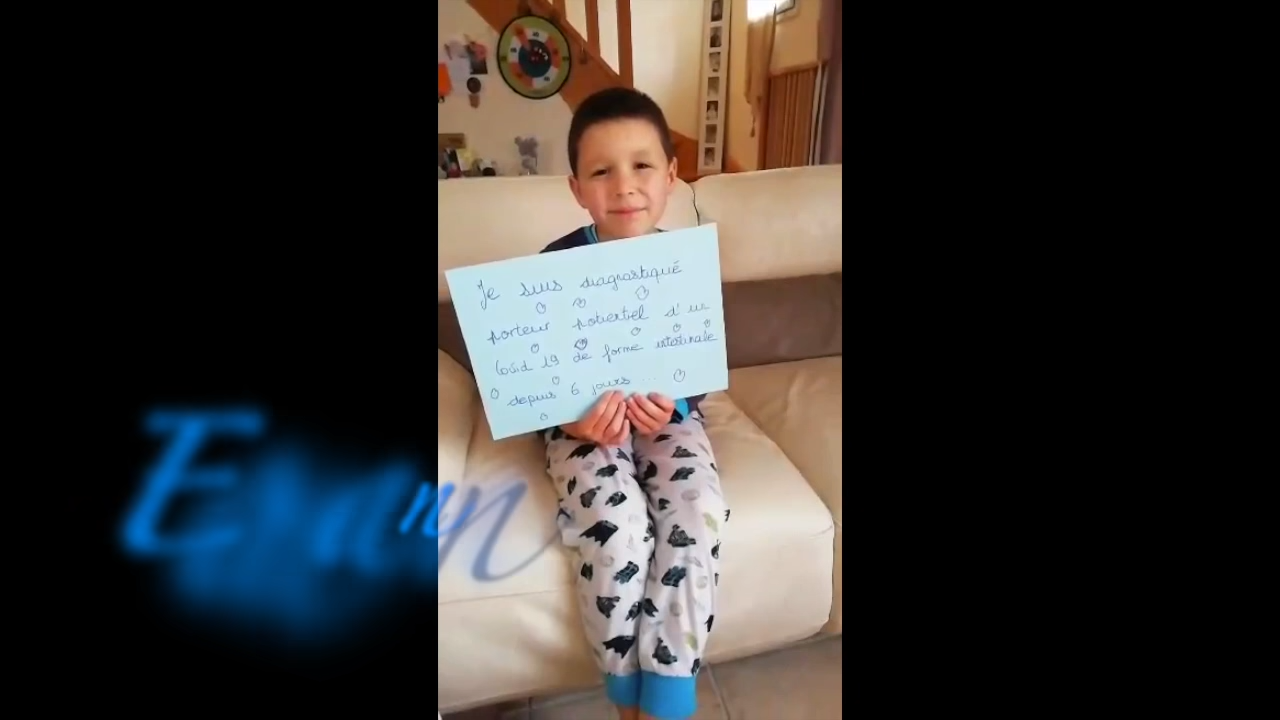 Je suis diagnostiqué
porteur potentiel d'un
Covid 19 de forme intestinale
depuis 6 jours ...